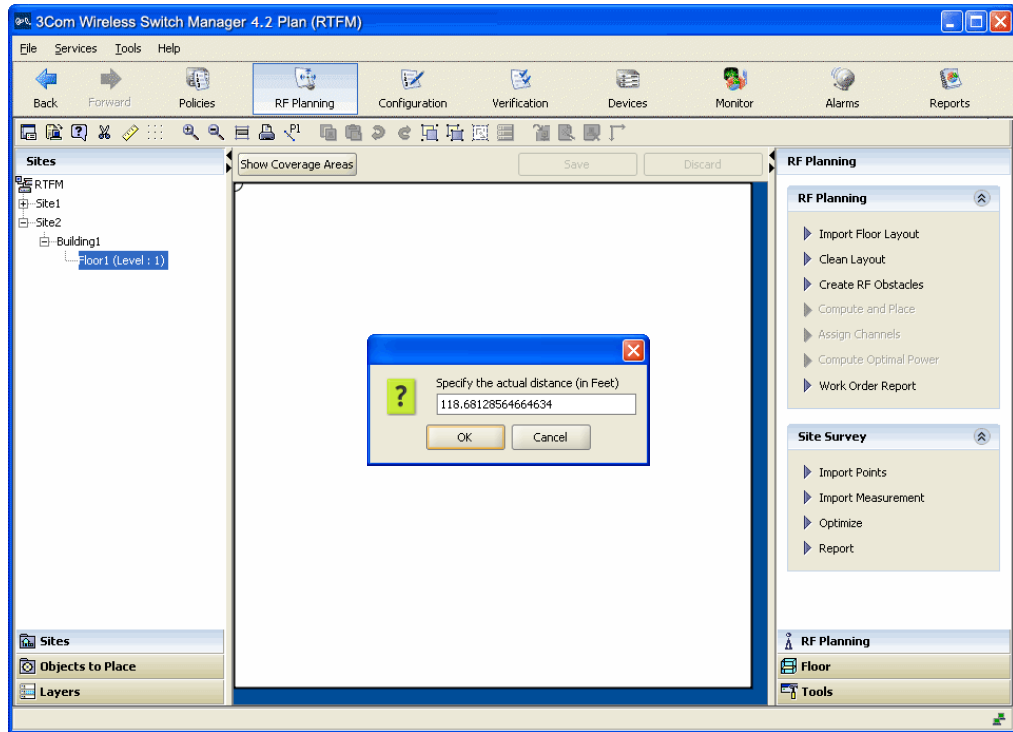 3Com Wireless Switch Manager 4.2 Plan (RTFM)
File Services Tools Help
Back Forward Policies RF Planning Configuration Verification Devices Monitor Alarms Reports
Sites
RTFM
Site1
Site2
Building1
Floor1 (Level : 1)
Sites
Objects to Place
Layers
Show Coverage Areas Save Discard
Specify the actual distance (in Feet)
118.68128564664634
OK Cancel
RF Planning
RF Planning
Import Floor Layout
Clean Layout
Create RF Obstacles
Compute and Place
Assign Channels
Compute Optimal Power
Work Order Report
Site Survey
Import Points
Import Measurement
Optimize
Report
RF Planning
Floor
Tools